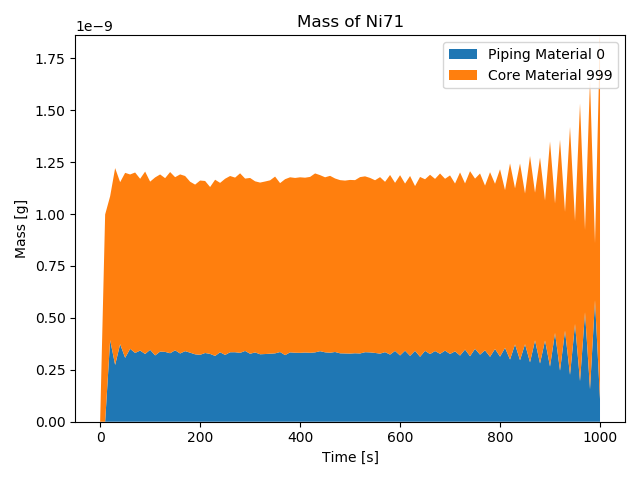 Mass of Ni71
1e−9
Piping Material 0
Core Material 999
1.75
1.50
1.25
1.00
0.75
0.50
0.25
0.00
Mass [g]
0 200 400 600 800 1000
Time [s]